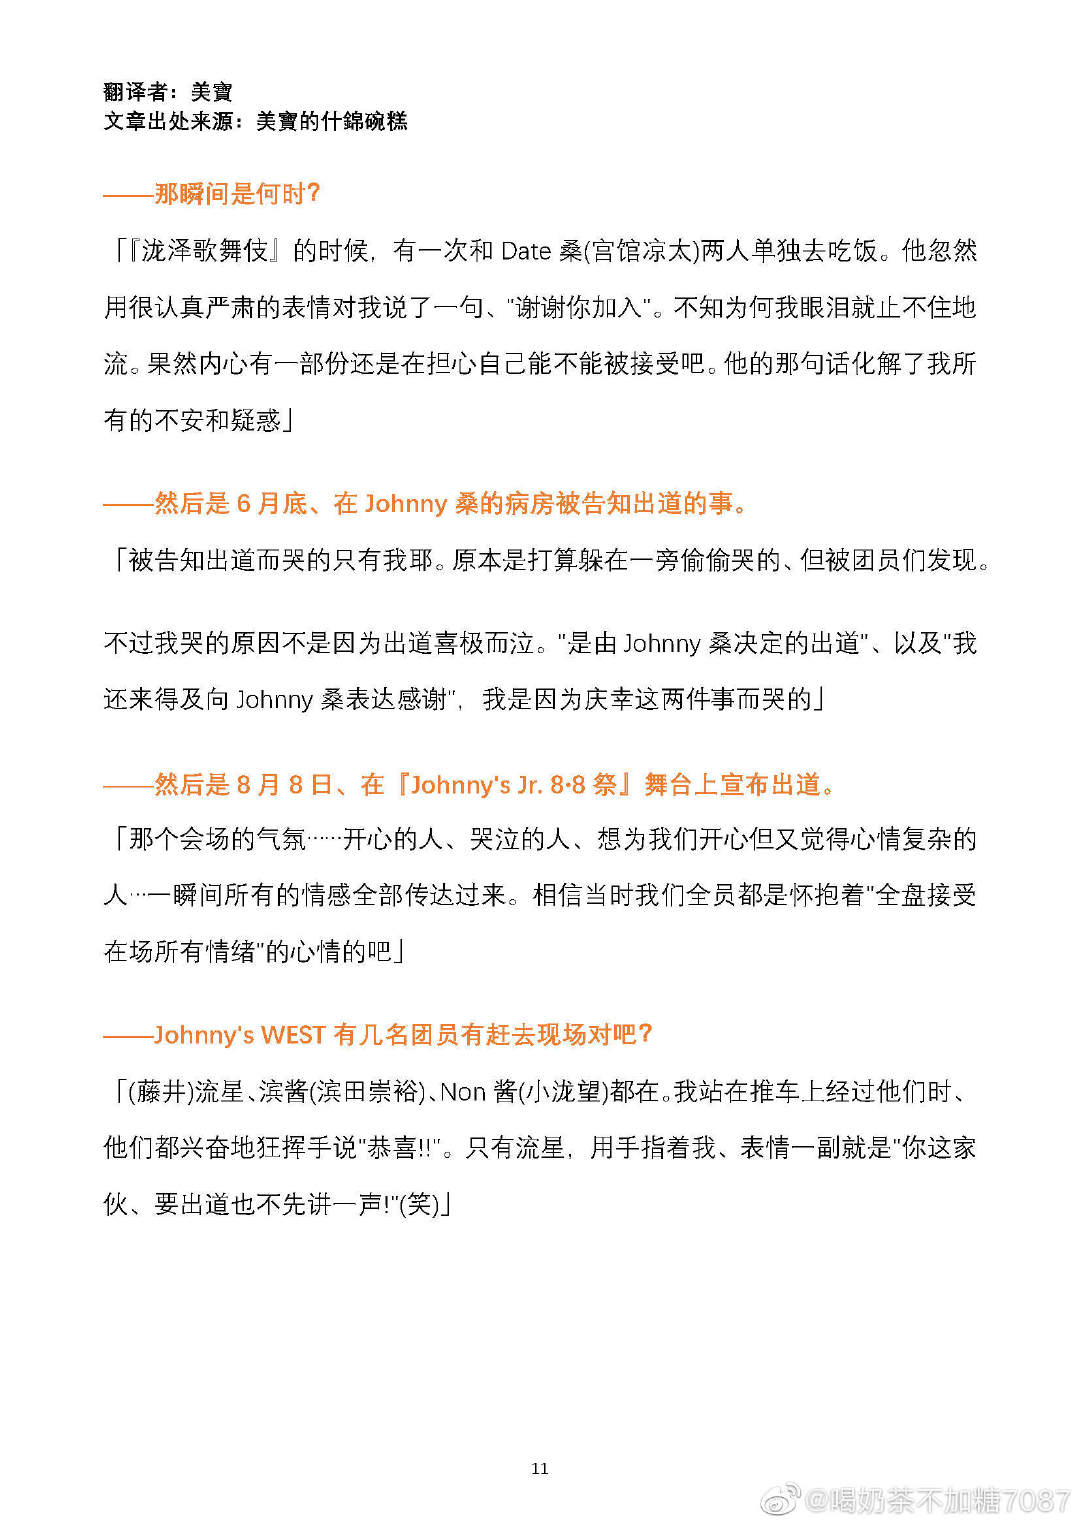 翻译者：美寶
文章出处来源：美寶的什錦碗糕
——那瞬间是何时?
「『泷泽歌舞伎』的时候，有一次和 Date 桑(宫馆凉太)两人单独去吃饭。他忽然
用很认真严肃的表情对我说了一句、"谢谢你加入"。不知为何我眼泪就止不住地
流。果然内心有一部份还是在担心自己能不能被接受吧。他的那句话化解了我所
有的不安和疑惑」
——然后是 6 月底、在 Johnny 桑的病房被告知出道的事。
「被告知出道而哭的只有我耶。原本是打算躲在一旁偷偷哭的、但被团员们发现。
不过我哭的原因不是因为出道喜极而泣。"是由 Johnny 桑决定的出道"、以及"我
还来得及向 Johnny 桑表达感谢"，我是因为庆幸这两件事而哭的」
——然后是 8 月 8 日、在『Johnny's Jr. 8·8 祭』舞台上宣布出道。
「那个会场的气氛……开心的人、哭泣的人、想为我们开心但又觉得心情复杂的
人…一瞬间所有的情感全部传达过来。相信当时我们全员都是怀抱着"全盘接受
在场所有情绪"的心情的吧」
——Johnny's WEST 有几名团员有赶去现场对吧?
「(藤井)流星、滨酱(滨田崇裕)、Non 酱(小泷望)都在。我站在推车上经过他们时、
他们都兴奋地狂挥手说"恭喜!!"。只有流星，用手指着我、表情一副就是"你这家
伙、要出道也不先讲一声!"(笑)」
11
@喝奶茶不加糖7087